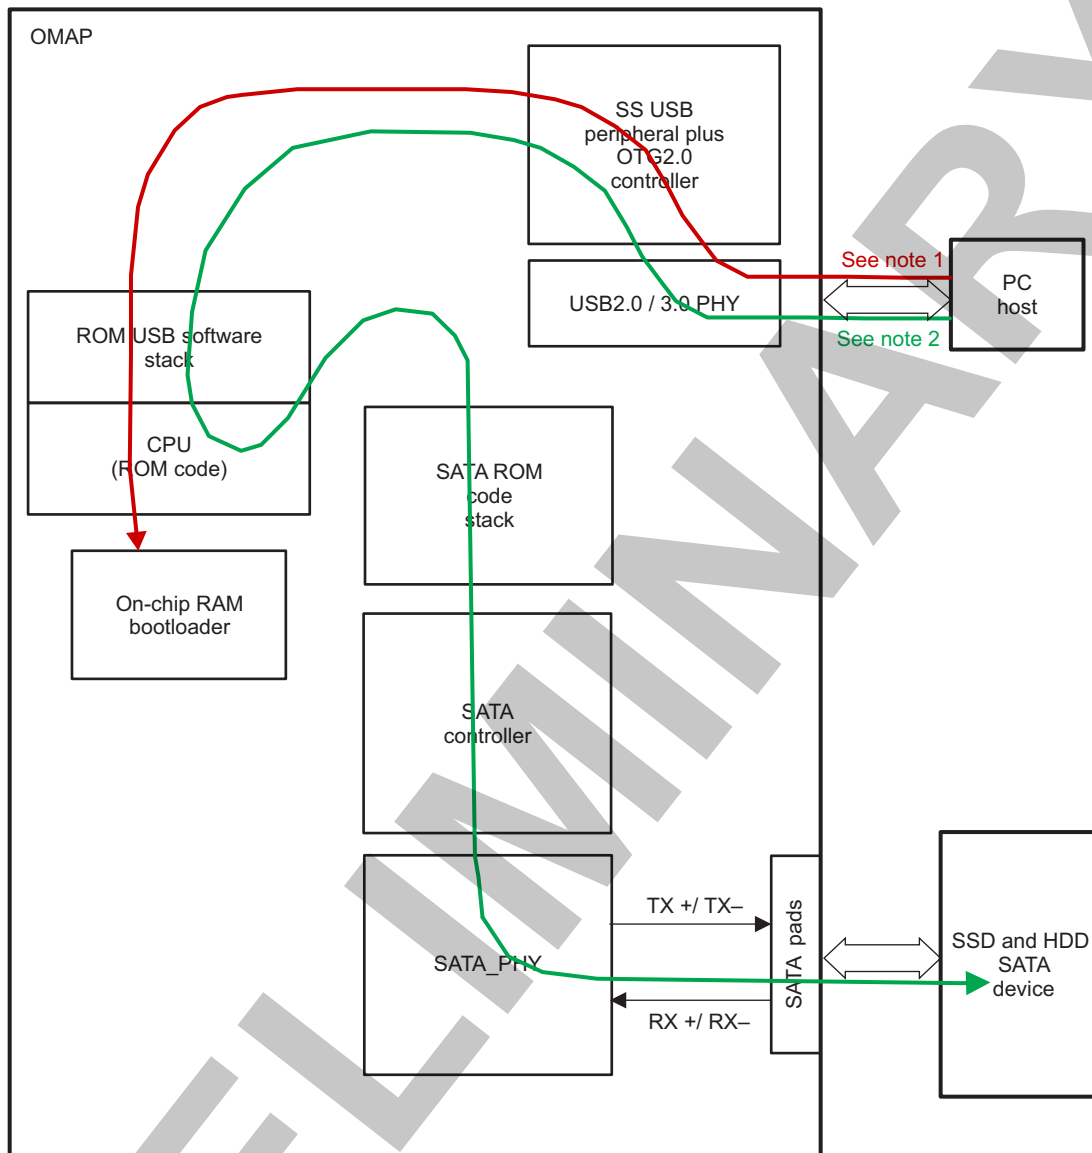 OMAP
SS USB
peripheral plus
OTG2.0
controller
See note 1
PC
host
USB2.0 / 3.0 PHY
See note 2
ROM USB software
stack
CPU
(ROM code)
SATA ROM
code
stack
On-chip RAM
bootloader
SATA
controller
TX +/ TX–
SATA pads
SSD and HDD
SATA
device
SATA_PHY
RX +/ RX–